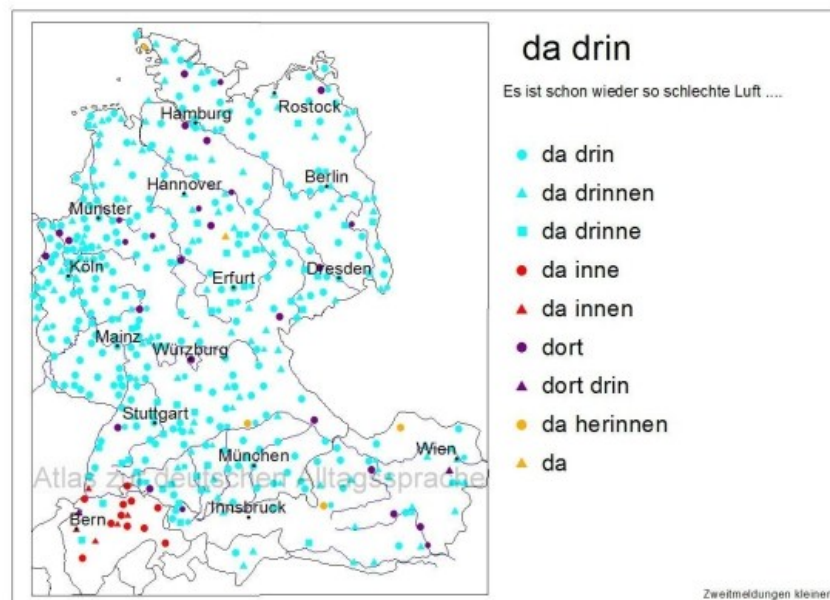 da drin
Es ist schon wieder so schlechte Luft ....
da drin
da drinnen
da drinne
da inne
da innen
dort
dort drin
da herinnen
da
Rostock
Hamburg
Berlin
Hannover
Münster
Köln
Erfurt
Dresden
Mainz
Würzburg
Stuttgart
München
Wien
Atlas zur deutschen Alltagssprache
Innsbruck
Bern
Zweitmeldungen kleiner